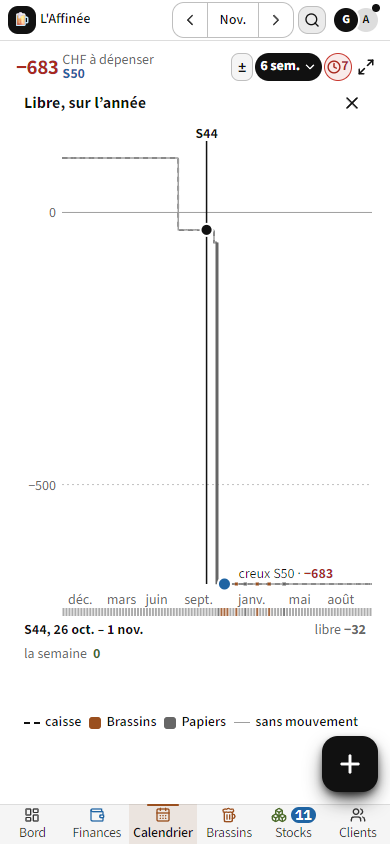 L'Affinée
Nov.
G
A
−683 CHF à dépenser
S50
±
6 sem.
7
Libre, sur l'année
S44
0
−500
creux S50 · −683
déc. mars juin sept. janv. mai août
S44, 26 oct. – 1 nov. libre −32
la semaine 0
caisse Brassins Papiers sans mouvement
Bord Finances Calendrier Brassins Stocks 11 Clients